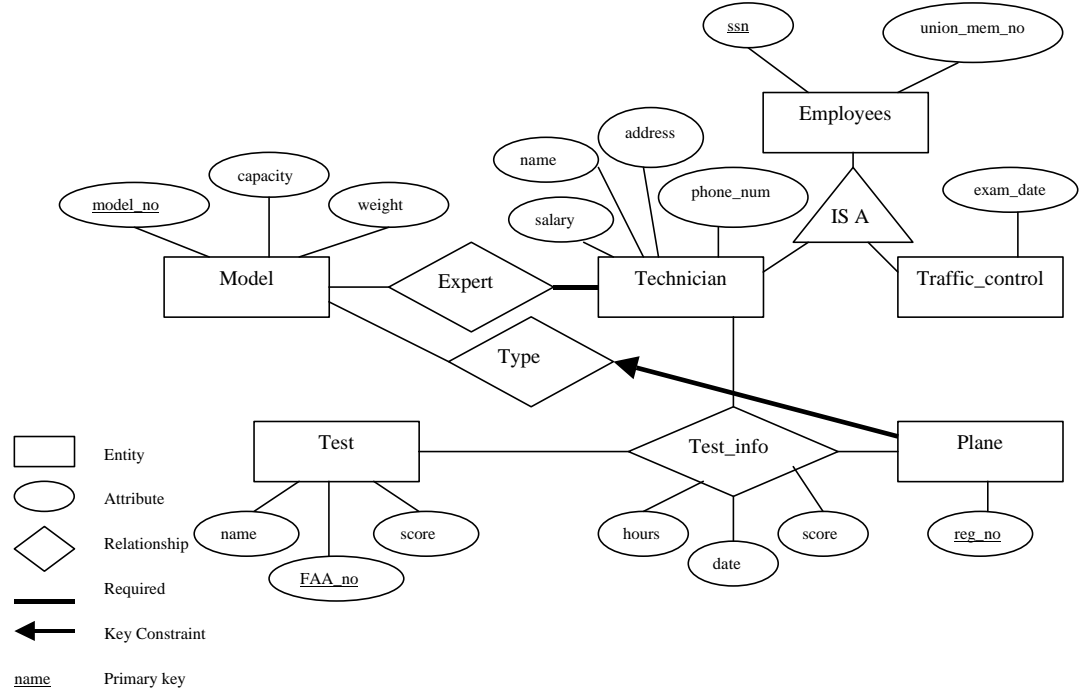 ssn
union_mem_no
Employees
address
name
phone_num
exam_date
capacity
model_no
weight
salary
IS A
Model
Expert
Technician
Traffic_control
Type
Test
Test_info
Plane
Entity
Attribute
name
score
hours
score
reg_no
Relationship
date
FAA_no
Required
Key Constraint
name
Primary key